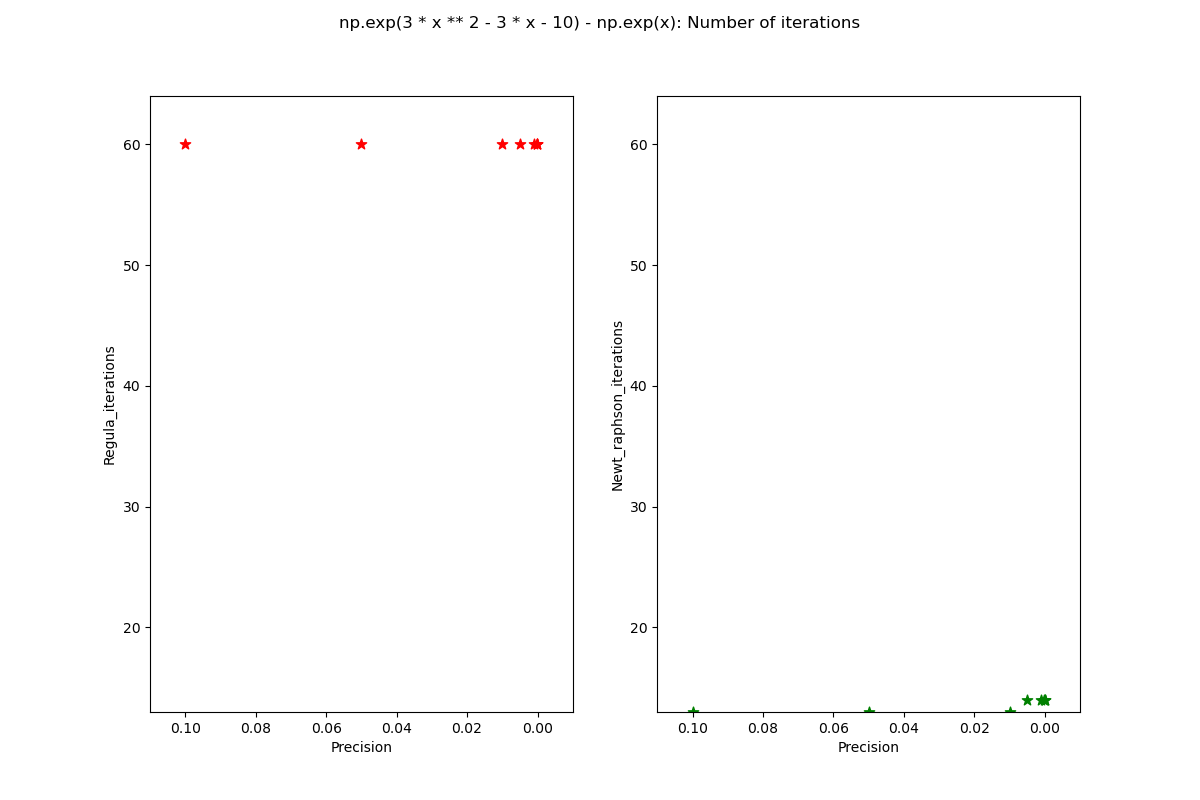 np.exp(3 * x ** 2 - 3 * x - 10) - np.exp(x): Number of iterations
60
50
40
30
20
Regula_iterations
0.10 0.08 0.06 0.04 0.02 0.00
Precision
60
50
40
30
20
Newt_raphson_iterations
0.10 0.08 0.06 0.04 0.02 0.00
Precision